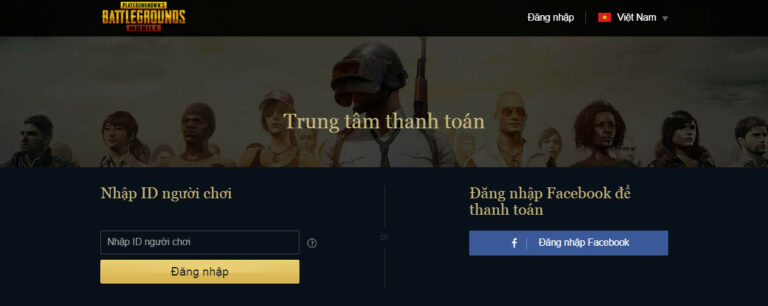 PLAYERUNKNOWN'S
BATTLEGROUNDS
MOBILE
Đăng nhập
Việt Nam
Trung tâm thanh toán
Nhập ID người chơi
Nhập ID người chơi
?
Đăng nhập
or
Đăng nhập Facebook để
thanh toán
f
Đăng nhập Facebook